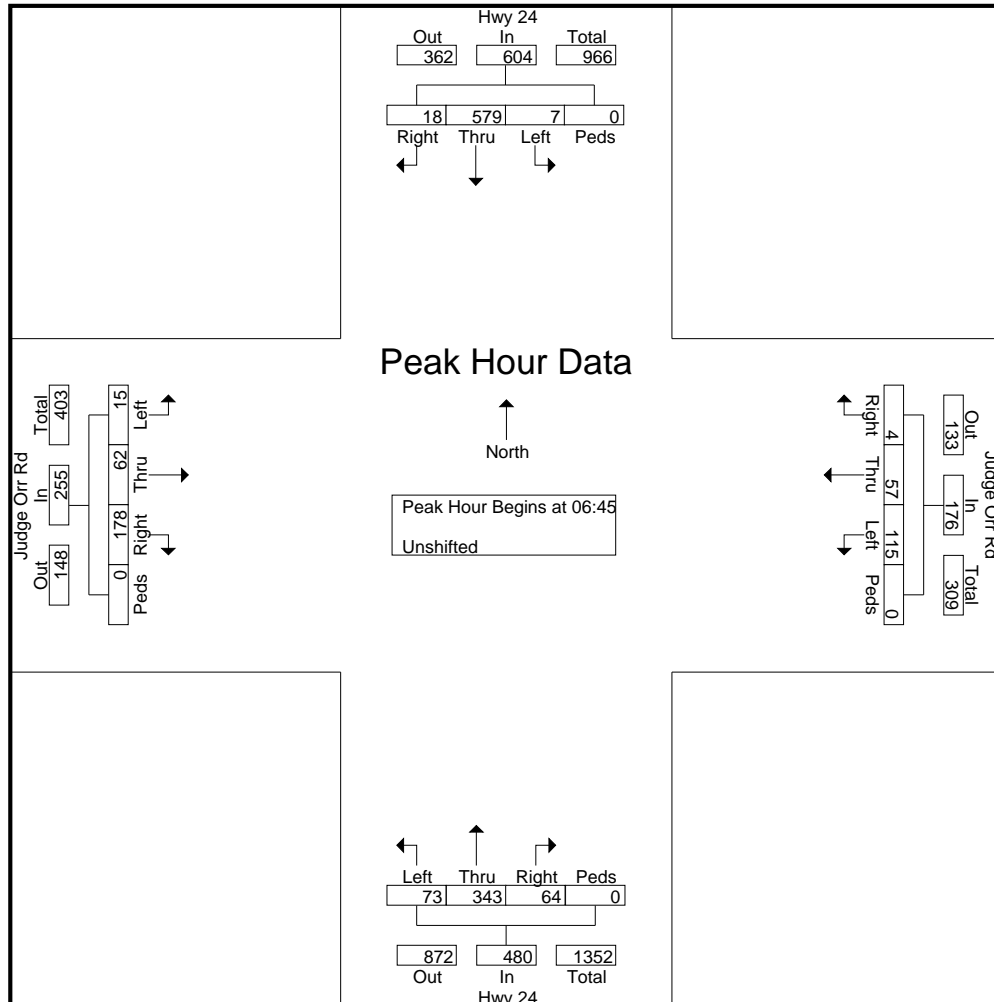 Hwy 24
Out In Total
362 604 966
18 579 7 0
Right Thru Left Peds
Peak Hour Data
North
Peak Hour Begins at 06:45
Unshifted
Judge Orr Rd
Total In Out
403 255 148
15 62 178 0
Left Thru Right Peds
Right Thru Left Peds
4 57 115 0
133 176 309
Out In Total
Judge Orr Rd
Left Thru Right Peds
73 343 64 0
872 480 1352
Out In Total
Hwy 24